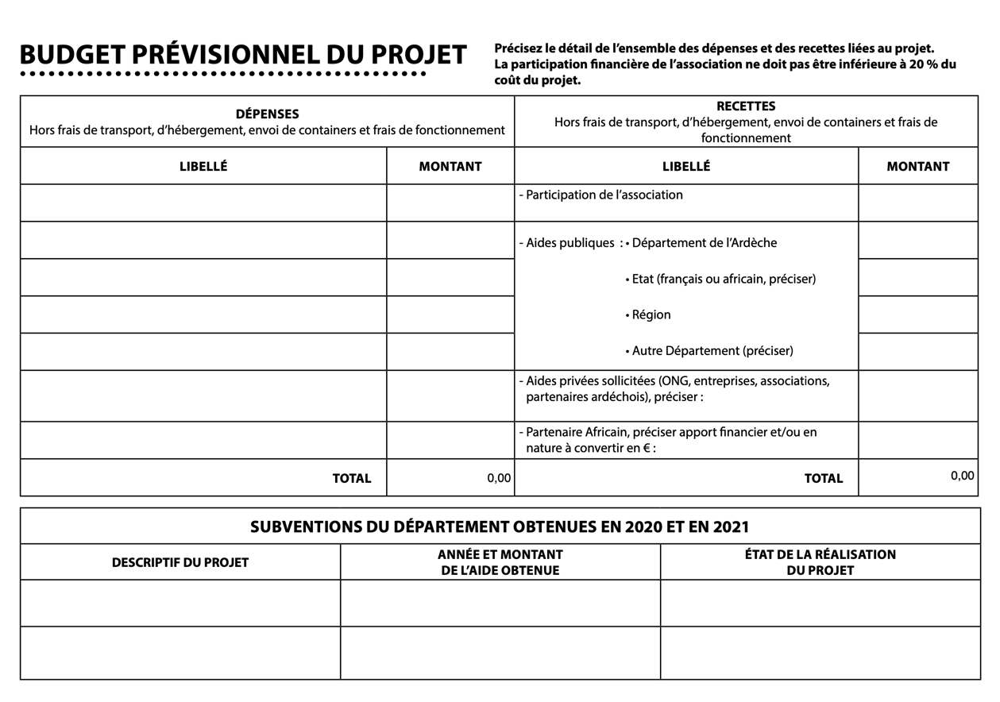 BUDGET PRÉVISIONNEL DU PROJET
Précisez le détail de l’ensemble des dépenses et des recettes liées au projet.
La participation financière de l’association ne doit pas être inférieure à 20 % du
coût du projet.
DÉPENSES
Hors frais de transport, d’hébergement, envoi de containers et frais de fonctionnement
RECETTES
Hors frais de transport, d’hébergement, envoi de containers et frais de
fonctionnement
LIBELLÉ
MONTANT
LIBELLÉ
MONTANT
- Participation de l’association
- Aides publiques : • Département de l’Ardèche
• Etat (français ou africain, préciser)
• Région
• Autre Département (préciser)
- Aides privées sollicitées (ONG, entreprises, associations,
partenaires ardéchois), préciser :
- Partenaire Africain, préciser apport financier et/ou en
nature à convertir en € :
TOTAL
0,00
TOTAL
0,00
SUBVENTIONS DU DÉPARTEMENT OBTENUES EN 2020 ET EN 2021
DESCRIPTIF DU PROJET
ANNÉE ET MONTANT
DE L’AIDE OBTENUE
ÉTAT DE LA RÉALISATION
DU PROJET